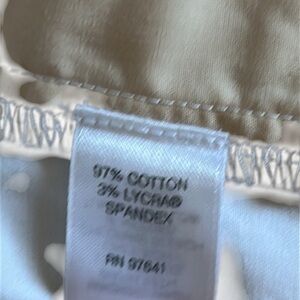 97% COTTON
3% LYCRA®
SPANDEX
RN 97641